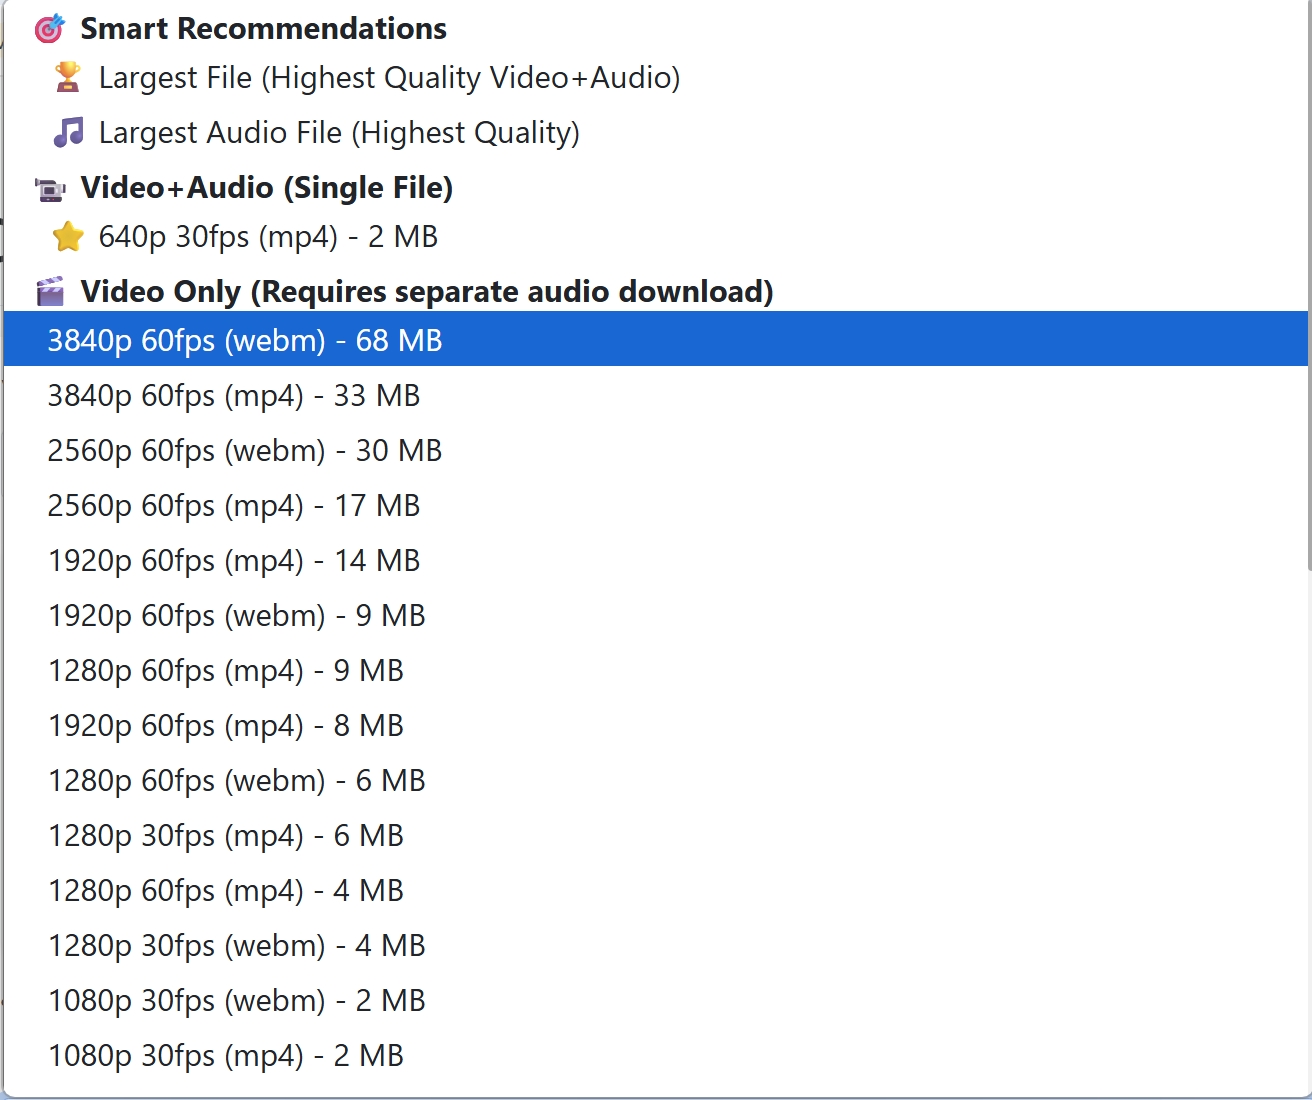 Smart Recommendations
Largest File (Highest Quality Video+Audio)
Largest Audio File (Highest Quality)
Video+Audio (Single File)
640p 30fps (mp4) - 2 MB
Video Only (Requires separate audio download)
3840p 60fps (webm) - 68 MB
3840p 60fps (mp4) - 33 MB
2560p 60fps (webm) - 30 MB
2560p 60fps (mp4) - 17 MB
1920p 60fps (mp4) - 14 MB
1920p 60fps (webm) - 9 MB
1280p 60fps (mp4) - 9 MB
1920p 60fps (mp4) - 8 MB
1280p 60fps (webm) - 6 MB
1280p 30fps (mp4) - 6 MB
1280p 60fps (mp4) - 4 MB
1280p 30fps (webm) - 4 MB
1080p 30fps (webm) - 2 MB
1080p 30fps (mp4) - 2 MB